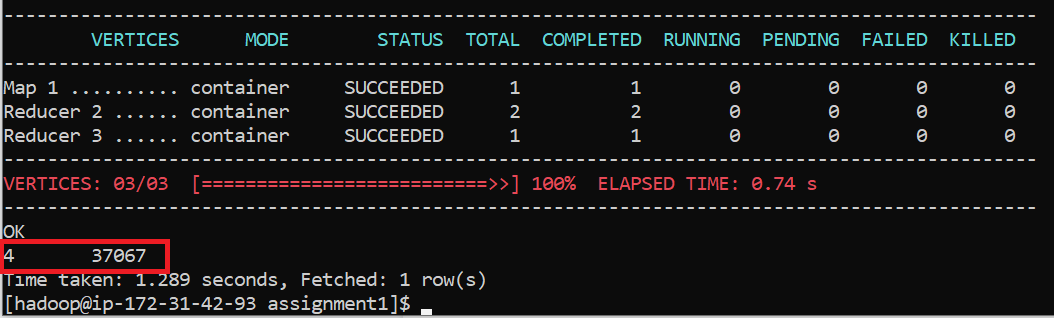 ----------------------------------------------------------------------------------------------
VERTICES MODE STATUS TOTAL COMPLETED RUNNING PENDING FAILED KILLED
----------------------------------------------------------------------------------------------
Map 1 .......... container SUCCEEDED 1 1 0 0 0 0
Reducer 2 ...... container SUCCEEDED 2 2 0 0 0 0
Reducer 3 ...... container SUCCEEDED 1 1 0 0 0 0
----------------------------------------------------------------------------------------------
VERTICES: 03/03 [==========================>>] 100% ELAPSED TIME: 0.74 s
----------------------------------------------------------------------------------------------
OK
4 37067
Time taken: 1.289 seconds, Fetched: 1 row(s)
[hadoop@ip-172-31-42-93 assignment1]$